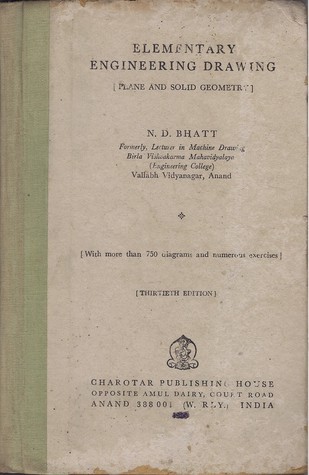 ELEMENTARY
ENGINEERING DRAWING
[ PLANE AND SOLID GEOMETRY ]
N. D. BHATT
Formerly, Lecturer in Machine Drawing
Birla Vishvakarma Mahavidyalaya
(Engineering College)
Vallabh Vidyanagar, Anand
[ With more than 750 diagrams and numerous exercises ]
[ THIRTIETH EDITION ]
CHAROTAR PUBLISHING HOUSE
OPPOSITE AMUL DAIRY, COURT ROAD
ANAND 388 001 (W. RLY.) INDIA